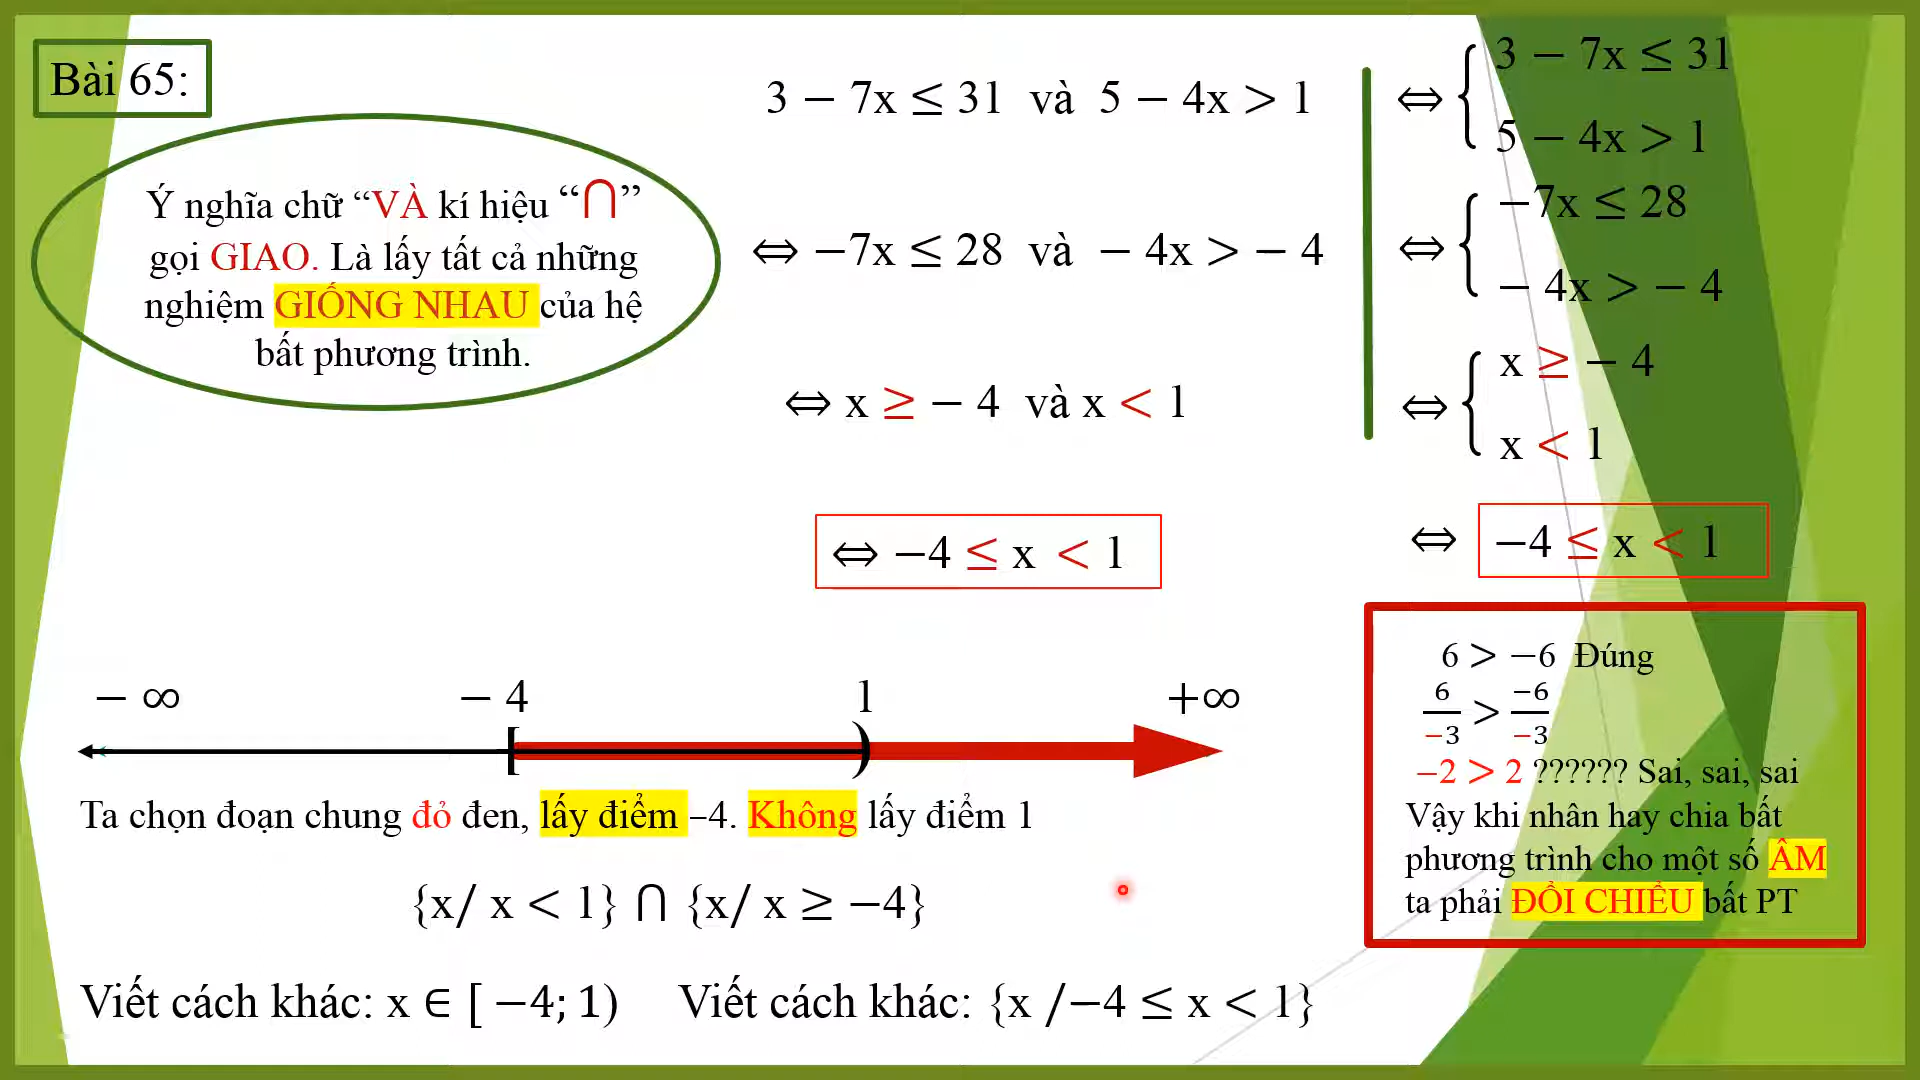 Bài 65:
Ý nghĩa chữ “VÀ kí hiệu “⋂”
gọi GIAO. Là lấy tất cả những
nghiệm GIỐNG NHAU của hệ
bất phương trình.
3 − 7x ≤ 31 và 5 − 4x > 1
⇔ −7x ≤ 28 và − 4x > − 4
⇔ x ≥ − 4 và x < 1
⇔ −4 ≤ x < 1
⇔ { 3 − 7x ≤ 31
5 − 4x > 1
⇔ { −7x ≤ 28
− 4x > − 4
⇔ { x ≥ − 4
x < 1
⇔ −4 ≤ x < 1
− ∞ − 4 1 +∞
[ )
Ta chọn đoạn chung đỏ đen, lấy điểm –4. Không lấy điểm 1
{x/ x < 1} ⋂ {x/ x ≥ −4}
Viết cách khác: x ∈ [ −4; 1) Viết cách khác: {x /−4 ≤ x < 1}
6 > −6 Đúng
6/−3 > −6/−3
−2 > 2 ?????? Sai, sai, sai
Vậy khi nhân hay chia bất
phương trình cho một số ÂM
ta phải ĐỔI CHIỀU bất PT